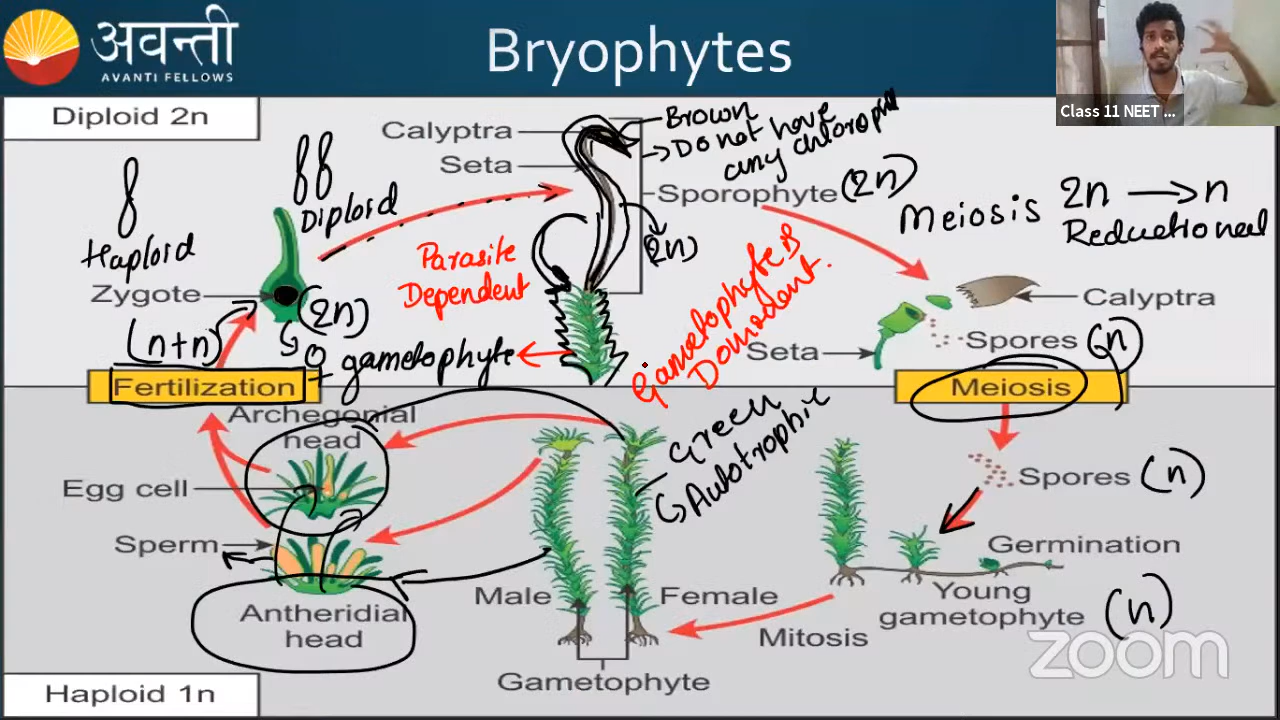 अवन्ती
AVANTI FELLOWS
Bryophytes
Class 11 NEET ...
Diploid 2n
Calyptra
Seta
Brown
Do not have
any chloroph
Sporophyte (2n)
(2n)
Haploid
Diploid
Zygote
(2n)
(n+n)
gametophyte
Parasite
Dependent
Gametophyte is
Meiosis 2n → n
Reductional
Calyptra
Seta
Spores (n)
Fertilization
Meiosis
Archegonial
head
Egg cell
Sperm
Antheridial
head
Green
Autotrophic
Male
Female
Gametophyte
Mitosis
Spores (n)
Germination
Young
gametophyte (n)
zoom
Haploid 1n